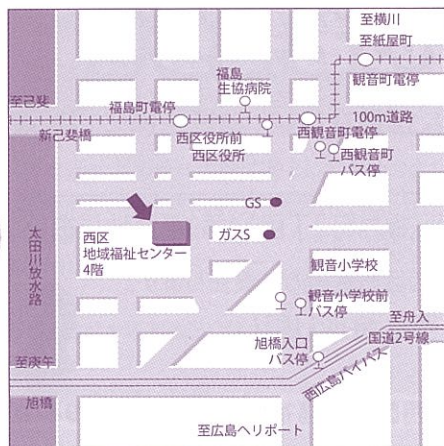 至横川
至紙屋町
福島
生協病院
観音町電停
至己斐
福島町電停
100m道路
新己斐橋
西区役所前
西区役所
西観音町電停
西観音町
バス停
GS
太田川放水路
西区
地域福祉センター
4階
ガスS
観音小学校
観音小学校前
バス停
至舟入
国道2号線
旭橋入口
バス停
西広島バイパス
至庚午
旭橋
至広島ヘリポート